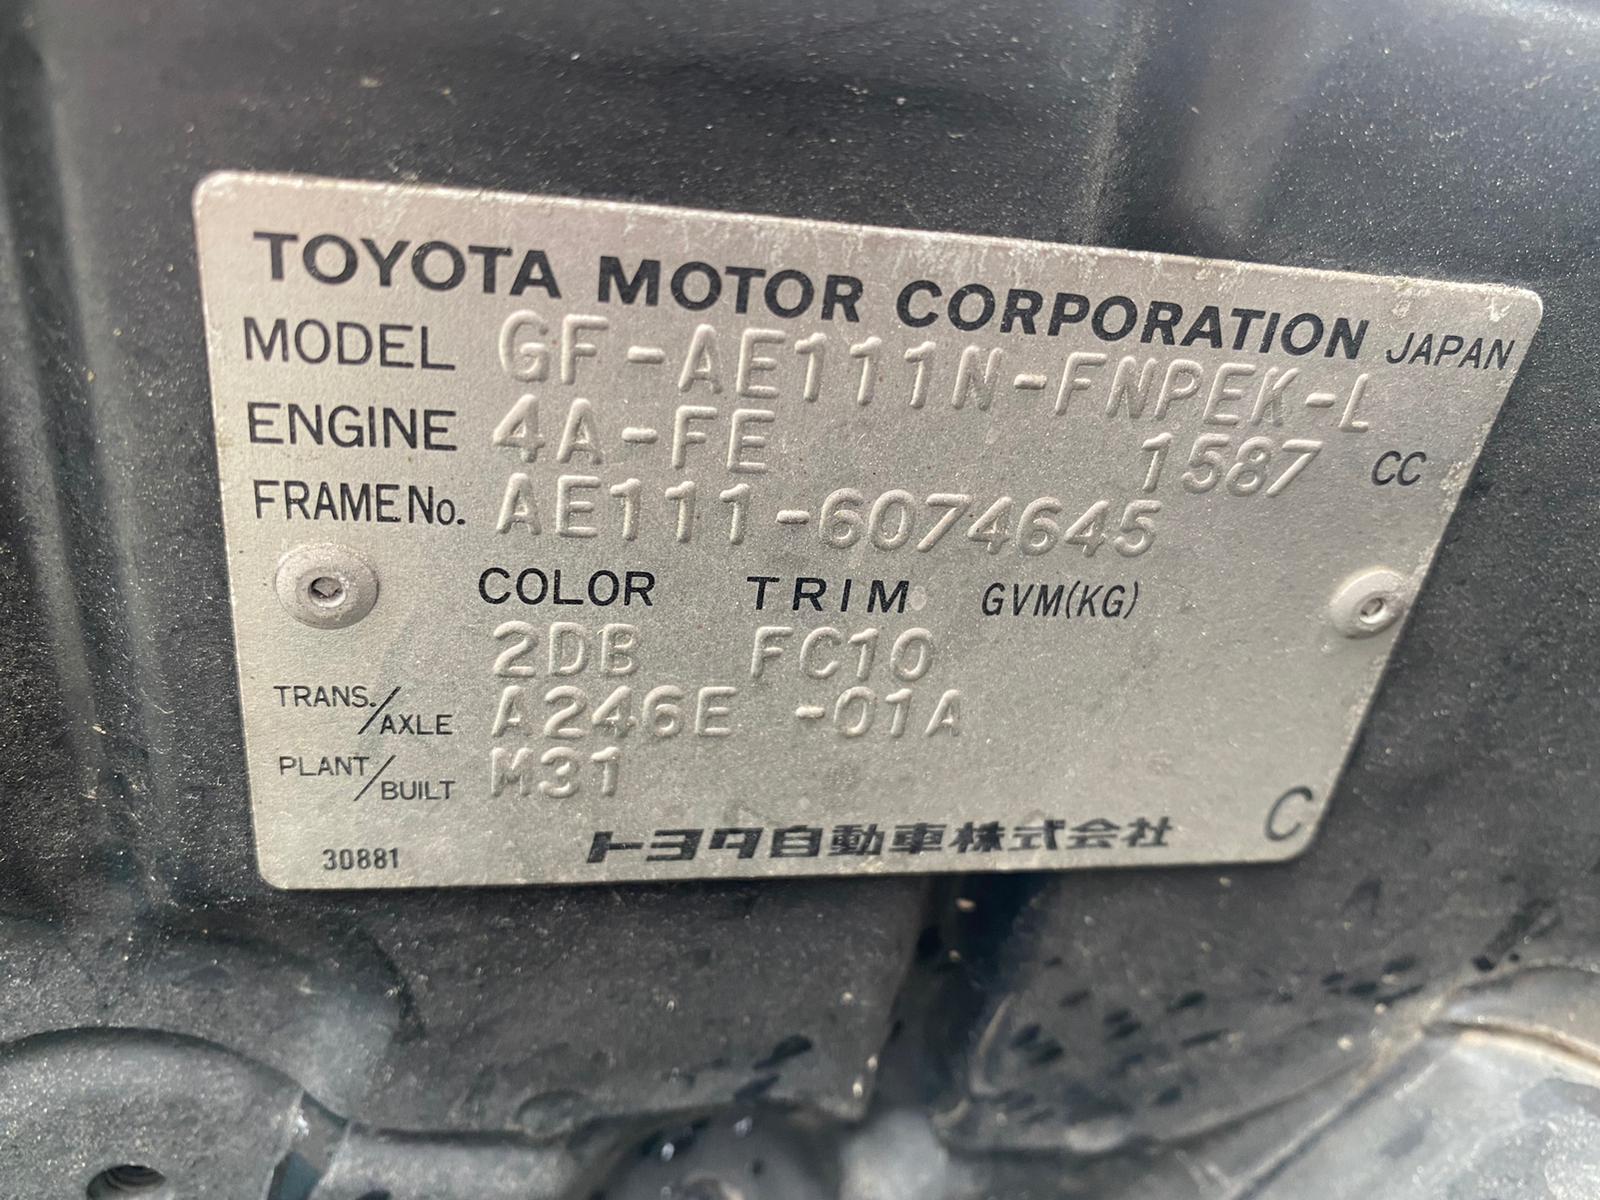 TOYOTA MOTOR CORPORATION JAPAN
MODEL GF-AE111N-FNPEK-L
ENGINE 4A-FE 1587 CC
FRAME No. AE111-6074645
COLOR TRIM GVM(KG)
2DB FC10
TRANS./AXLE A246E -01A
PLANT/BUILT M31
C
30881 トヨタ自動車株式会社